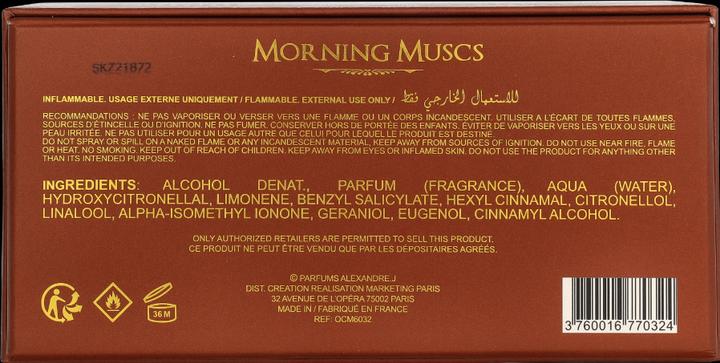 MORNING MUSCS
SKZ21872
INFLAMMABLE. USAGE EXTERNE UNIQUEMENT / FLAMMABLE. EXTERNAL USE ONLY / للاستعمال الخارجي فقط
RECOMMANDATIONS : NE PAS VAPORISER OU VERSER VERS UNE FLAMME OU UN CORPS INCANDESCENT. UTILISER A L'ÉCART DE TOUTES FLAMMES,
SOURCES D'ÉTINCELLE OU D'IGNITION. NE PAS FUMER. CONSERVER HORS DE PORTÉE DES ENFANTS. ÉVITER DE VAPORISER VERS LES YEUX OU SUR UNE
PEAU IRRITÉE. NE PAS UTILISER POUR UN USAGE AUTRE QUE CELUI POUR LEQUEL LE PRODUIT EST DESTINÉ
DO NOT SPRAY OR SPILL ON A NAKED FLAME OR ANY INCANDESCENT MATERIAL, KEEP AWAY FROM SOURCES OF IGNITION. DO NOT USE NEAR FIRE, FLAME
OR HEAT. NO SMOKING. KEEP OUT OF REACH OF CHILDREN. KEEP AWAY FROM EYES OR INFLAMED SKIN. DO NOT USE THE PRODUCT FOR ANYTHING OTHER
THAN ITS INTENDED PURPOSES.
INGREDIENTS: ALCOHOL DENAT., PARFUM (FRAGRANCE), AQUA (WATER),
HYDROXYCITRONELLAL, LIMONENE, BENZYL SALICYLATE, HEXYL CINNAMAL, CITRONELLOL,
LINALOOL, ALPHA-ISOMETHYL IONONE, GERANIOL, EUGENOL, CINNAMYL ALCOHOL.
ONLY AUTHORIZED RETAILERS ARE PERMITTED TO SELL THIS PRODUCT.
CE PRODUIT NE PEUT ÊTRE VENDU QUE PAR LES DÉPOSITAIRES AGRÉÉS.
© PARFUMS ALEXANDRE.J
DIST. CREATION REALISATION MARKETING PARIS
32 AVENUE DE L'OPÉRA 75002 PARIS
MADE IN / FABRIQUÉ EN FRANCE
REF: OCM6032
36 M
3 760016 770324